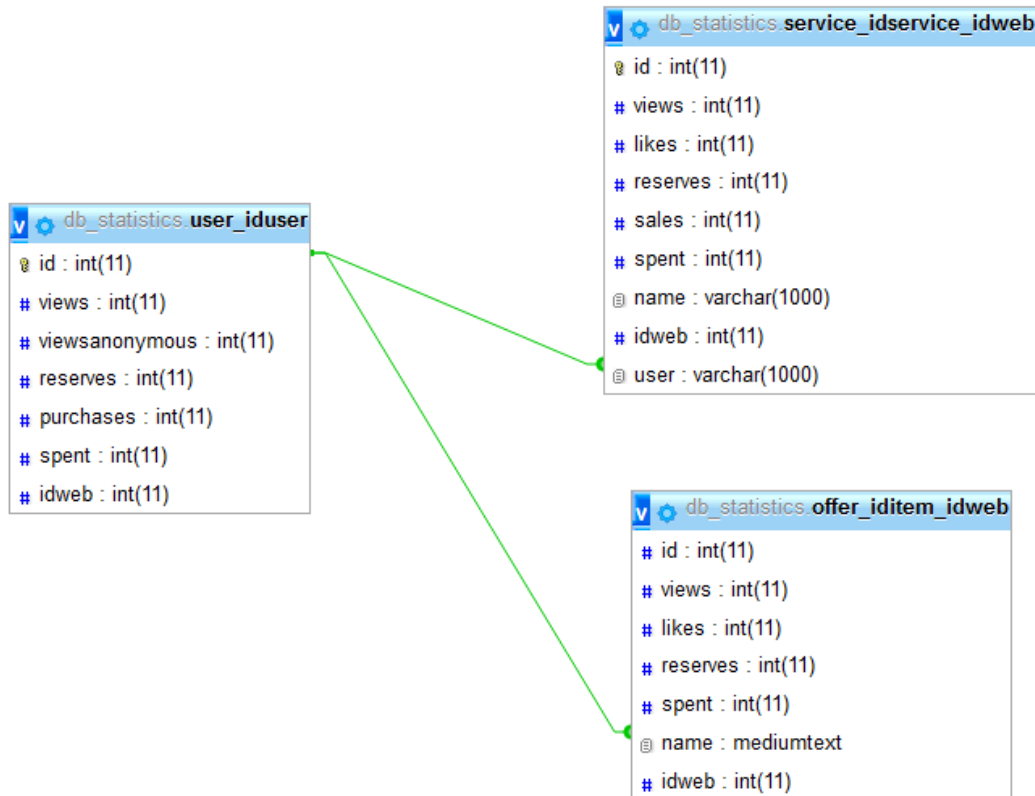 db_statistics.service_idservice_idweb
id : int(11)
views : int(11)
likes : int(11)
reserves : int(11)
sales : int(11)
spent : int(11)
name : varchar(1000)
idweb : int(11)
user : varchar(1000)
v db_statistics.user_iduser
id : int(11)
# views : int(11)
# viewsanonymous : int(11)
# reserves : int(11)
# purchases : int(11)
# spent : int(11)
# idweb : int(11)
v db_statistics.offer_iditem_idweb
# id : int(11)
# views : int(11)
# likes : int(11)
# reserves : int(11)
# spent : int(11)
name : mediumtext
# idweb : int(11)